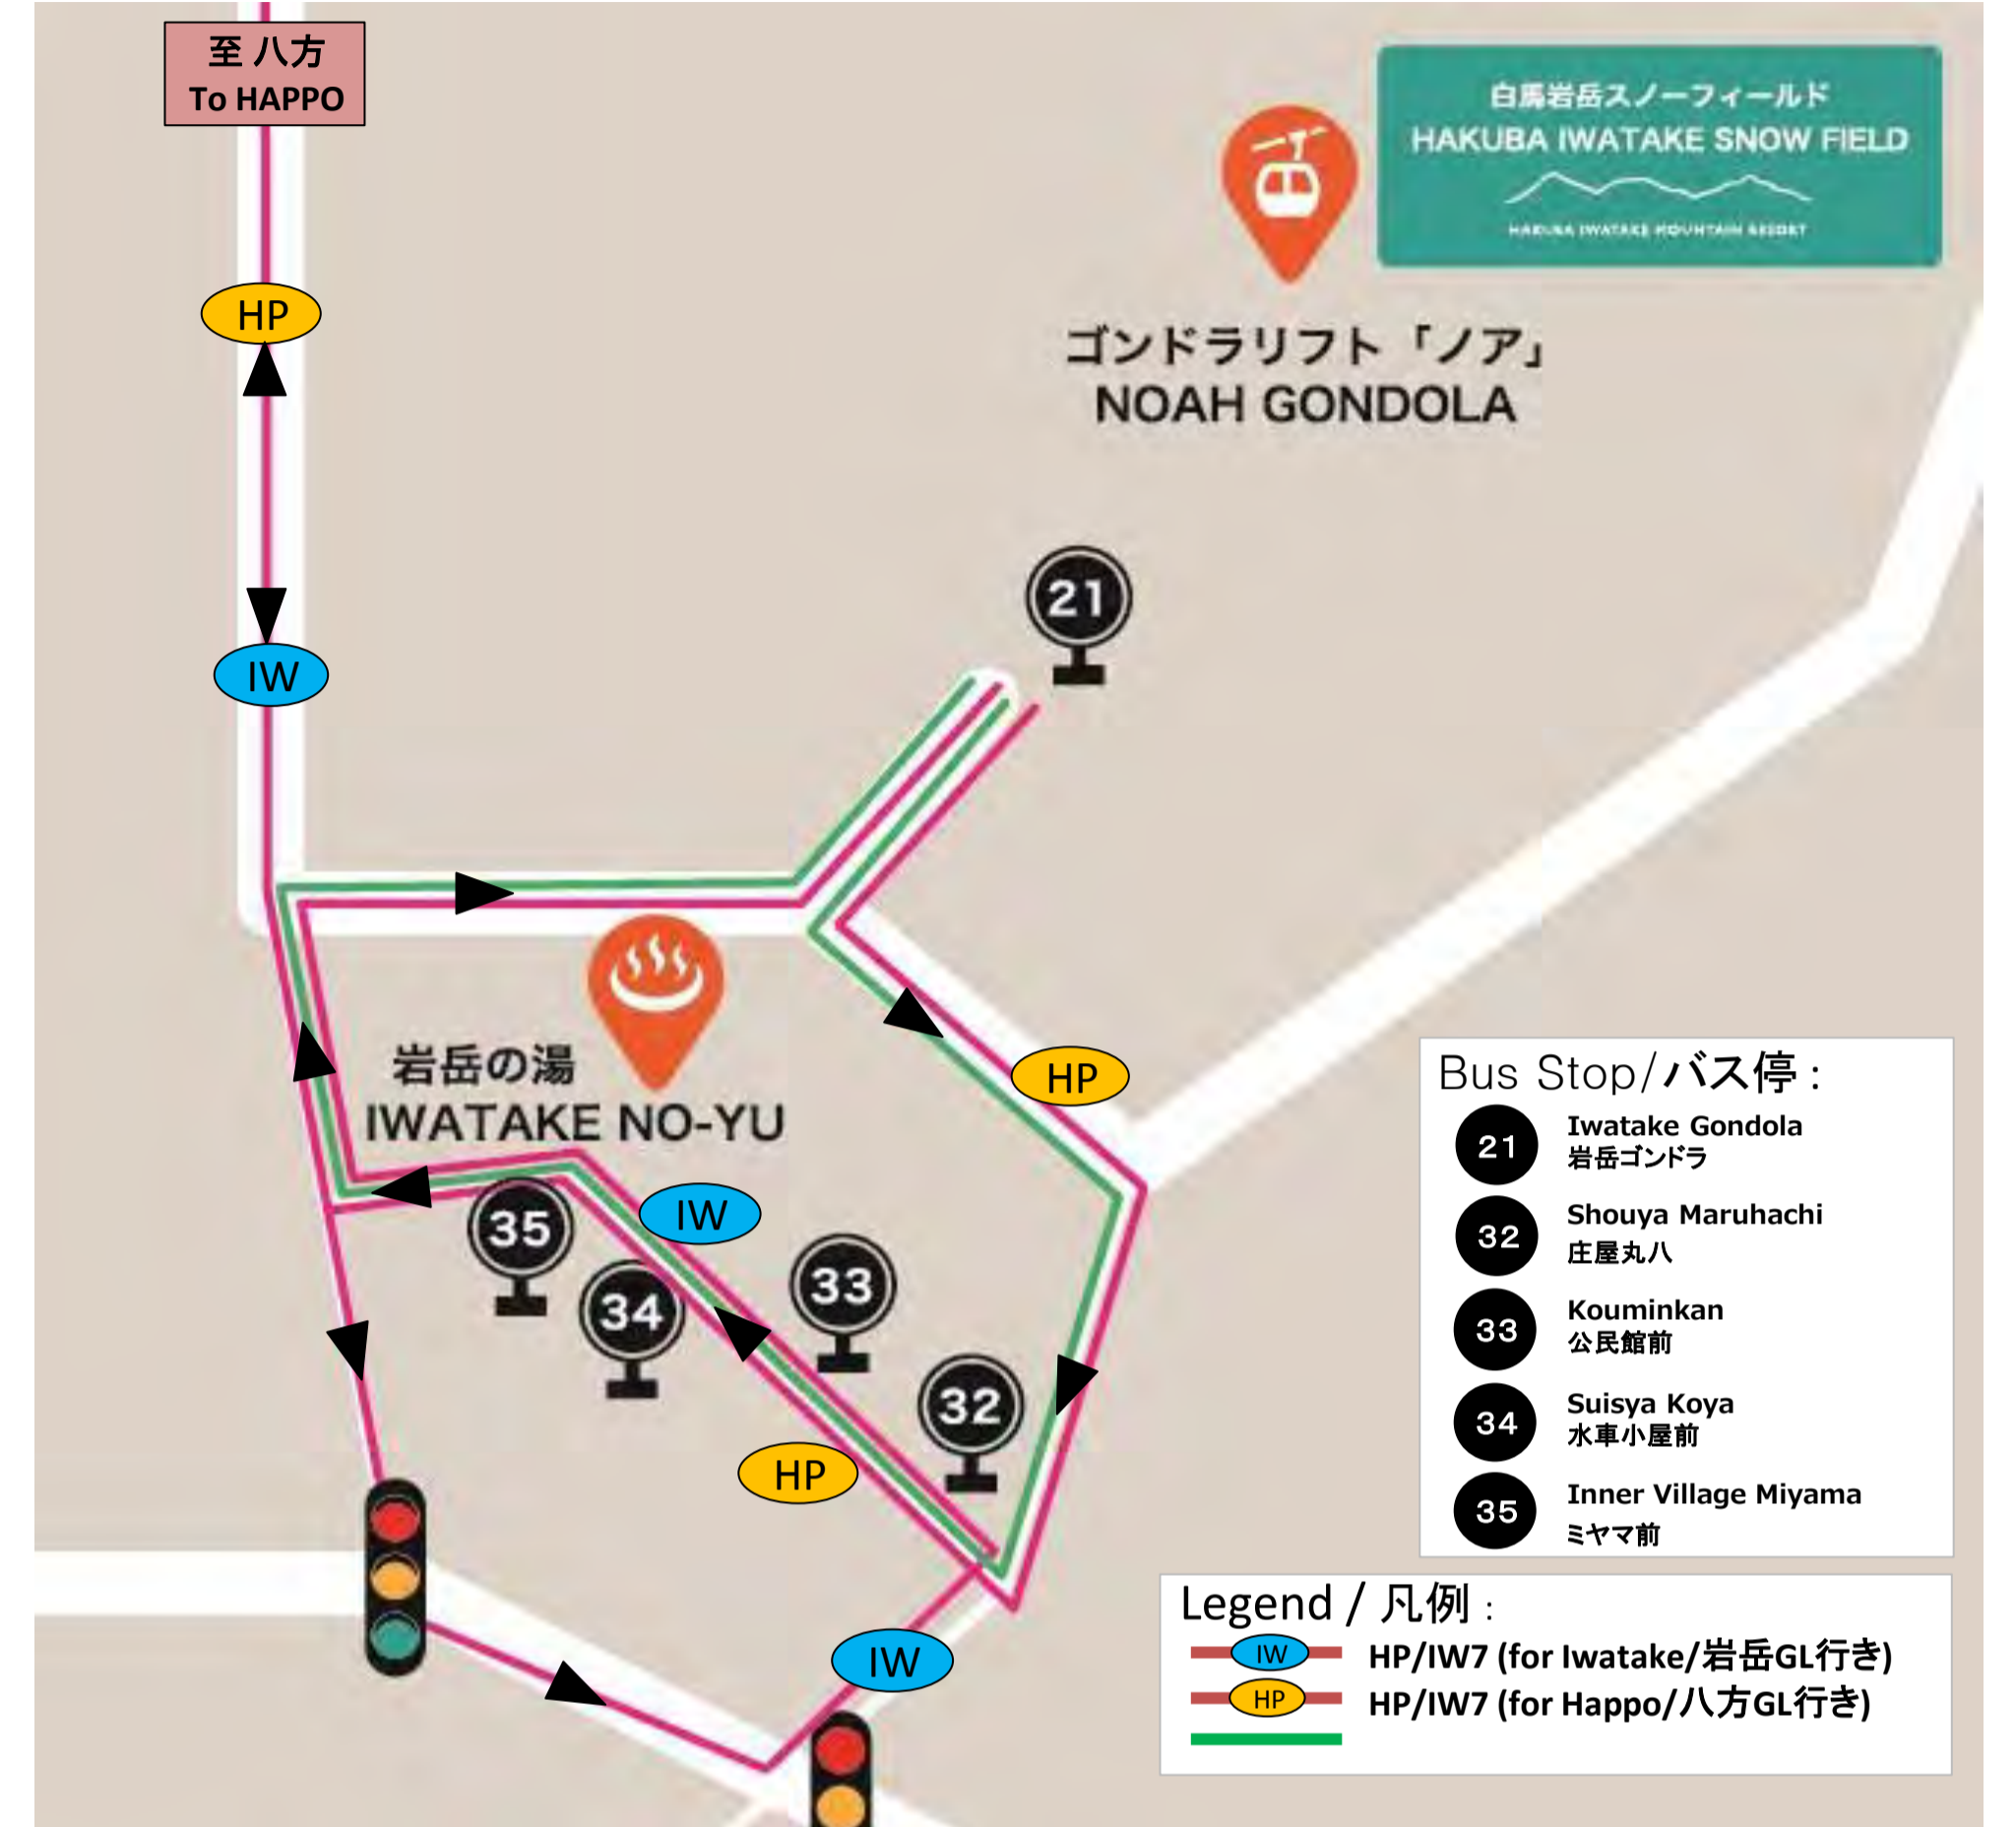 至 八方
To HAPPO
白馬岩岳スノーフィールド
HAKUBA IWATAKE SNOW FIELD
HAKUBA IWATAKE MOUNTAIN RESORT
HP
ゴンドラリフト「ノア」
NOAH GONDOLA
21
IW
岩岳の湯
IWATAKE NO-YU
HP
IW
35
34
33
32
HP
IW
Bus Stop/バス停 :
21 Iwatake Gondola
岩岳ゴンドラ
32 Shouya Maruhachi
庄屋丸八
33 Kouminkan
公民館前
34 Suisya Koya
水車小屋前
35 Inner Village Miyama
ミヤマ前
Legend / 凡例 :
IW HP/IW7 (for Iwatake/岩岳GL行き)
HP HP/IW7 (for Happo/八方GL行き)